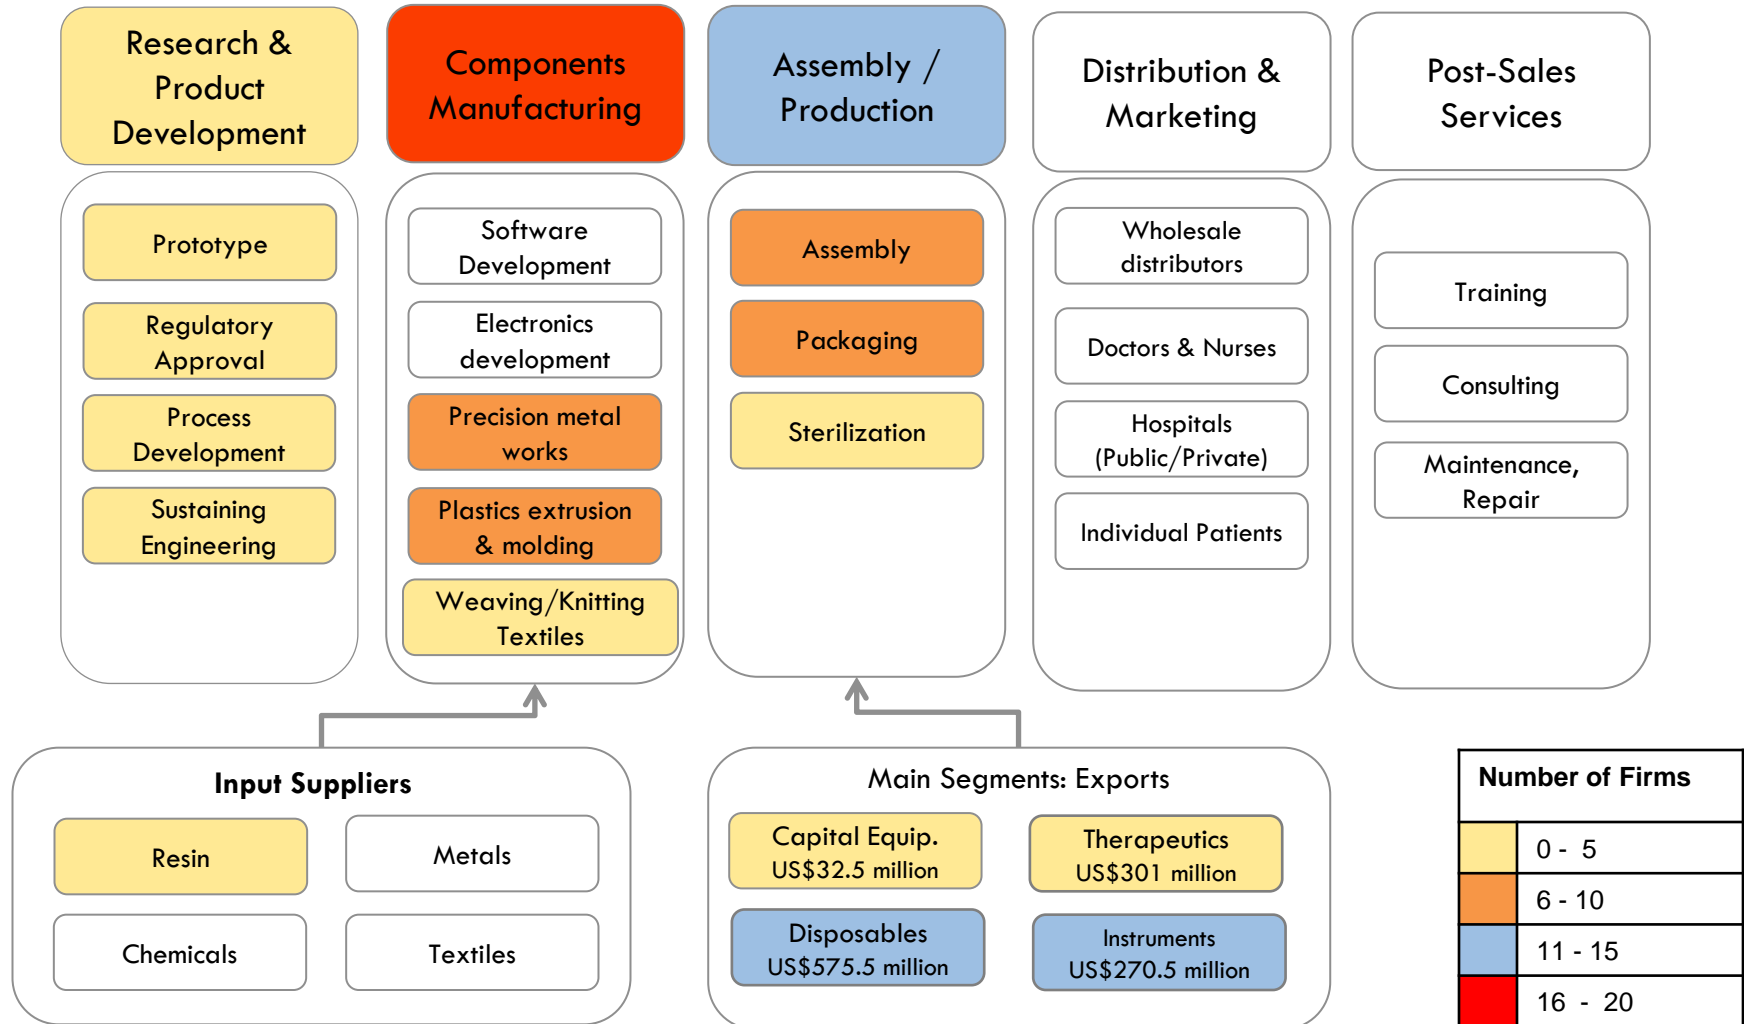 Research &
Product
Development
Components
Manufacturing
Assembly /
Production
Distribution &
Marketing
Post-Sales
Services
Prototype
Regulatory
Approval
Process
Development
Sustaining
Engineering
Software
Development
Electronics
development
Precision metal
works
Plastics extrusion
& molding
Weaving/Knitting
Textiles
Assembly
Packaging
Sterilization
Wholesale
distributors
Doctors & Nurses
Hospitals
(Public/Private)
Individual Patients
Training
Consulting
Maintenance,
Repair
Input Suppliers
Resin
Metals
Chemicals
Textiles
Main Segments: Exports
Capital Equip.
US$32.5 million
Therapeutics
US$301 million
Disposables
US$575.5 million
Instruments
US$270.5 million
Number of Firms
0 - 5
6 - 10
11 - 15
16 - 20